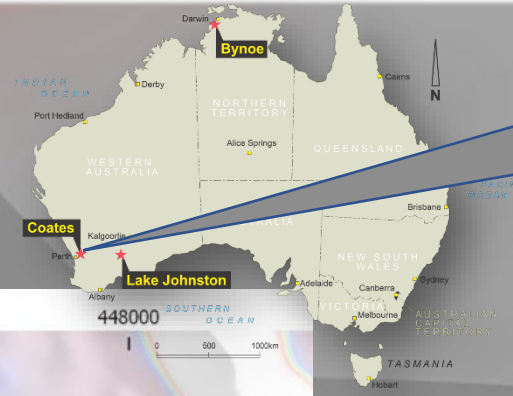 Darwin
Bynoe
INDIAN
OCEAN
Derby
Cairns
N
NORTHERN
TERRITORY
Port Hedland
Alice Springs
QUEENSLAND
WESTERN
AUSTRALIA
Brisbane
Coates
Kalgoorlie
Perth
Lake Johnston
NEW SOUTH
WALES
Adelaide
Canberra
Sydney
Albany
VICTORIA
Melbourne
AUSTRALIAN
CAPITAL
TERRITORY
448000
SOUTHERN
OCEAN
0 500 1000km
TASMANIA
Hobart